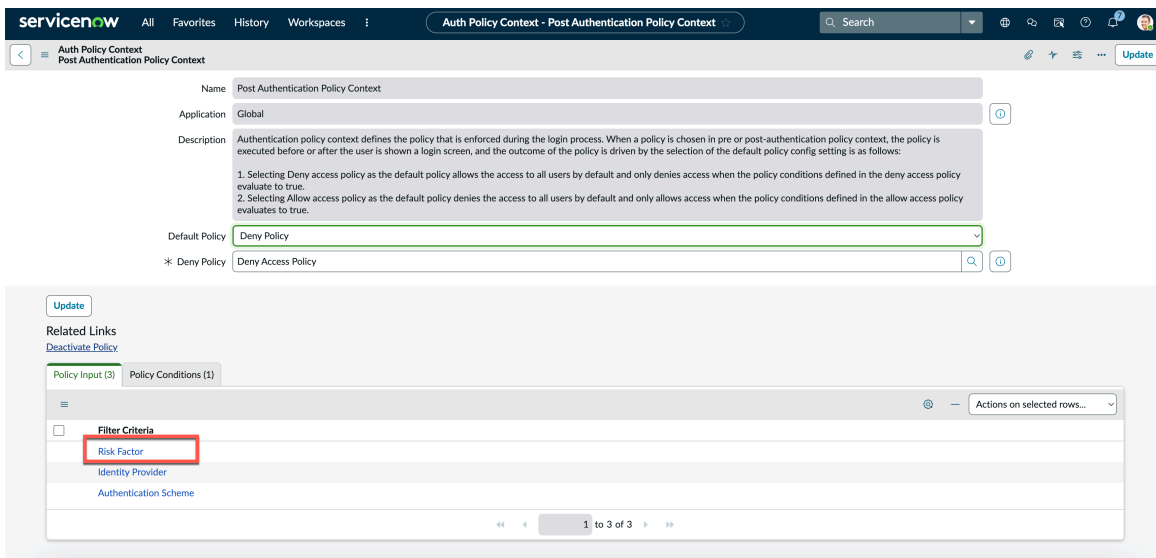 servicenow All Favorites History Workspaces Auth Policy Context - Post Authentication Policy Context Search 7
Auth Policy Context
Post Authentication Policy Context
Update
Name Post Authentication Policy Context
Application Global
Description Authentication policy context defines the policy that is enforced during the login process. When a policy is chosen in pre or post-authentication policy context, the policy is
executed before or after the user is shown a login screen, and the outcome of the policy is driven by the selection of the default policy config setting is as follows:
1. Selecting Deny access policy as the default policy allows the access to all users by default and only denies access when the policy conditions defined in the deny access policy
evaluate to true.
2. Selecting Allow access policy as the default policy denies the access to all users by default and only allows access when the policy conditions defined in the allow access policy
evaluates to true.
Default Policy Deny Policy
Deny Policy Deny Access Policy
Update
Related Links
Deactivate Policy
Policy Input (3) Policy Conditions (1)
Actions on selected rows...
Filter Criteria
Risk Factor
Identity Provider
Authentication Scheme
1 to 3 of 3